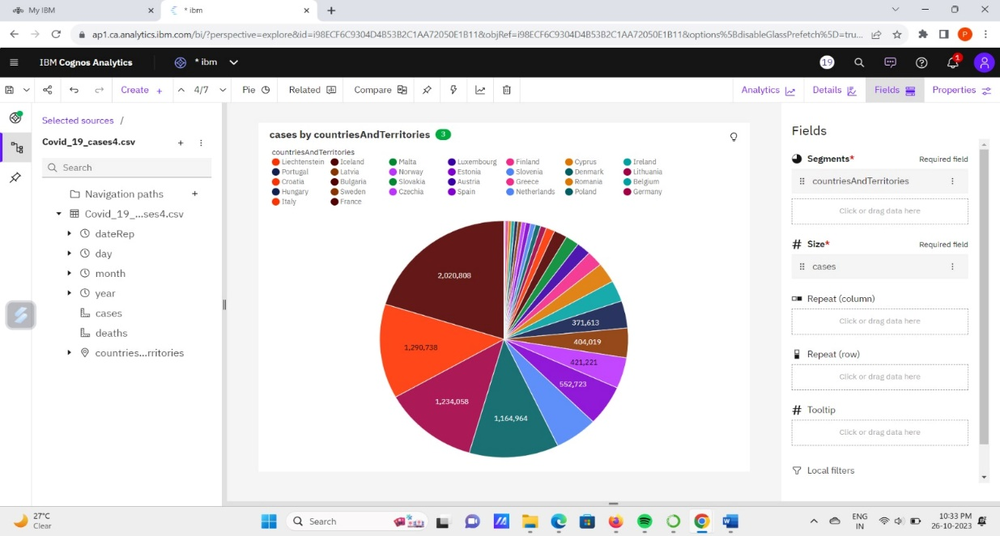 My IBM
* ibm
ap1.ca.analytics.ibm.com/bi/?perspective=explore&id=i98ECF6C9304D4B53B2C1AA72050E1B11&objRef=i98ECF6C9304D4B53B2C1AA72050E1B11&options%5BdisableGlassPrefetch%5D=tru...
P
IBM Cognos Analytics
* ibm
19
1
Create +
4/7
Pie
Related
Compare
Analytics
Details
Fields
Properties
Selected sources /
Covid_19_cases4.csv
Search
Navigation paths
Covid_19_...ses4.csv
dateRep
day
month
year
cases
deaths
countries...rritories
cases by countriesAndTerritories 3
countriesAndTerritories
Liechtenstein Iceland Malta Luxembourg Finland Cyprus Ireland
Portugal Latvia Norway Estonia Slovenia Denmark Lithuania
Croatia Bulgaria Slovakia Austria Greece Romania Belgium
Hungary Sweden Czechia Spain Netherlands Poland Germany
Italy France
2,020,808
371,613
404,019
1,290,738
421,221
552,723
1,234,058
1,164,964
Fields
Segments* Required field
countriesAndTerritories
Click or drag data here
# Size* Required field
cases
Repeat (column)
Click or drag data here
Repeat (row)
Click or drag data here
# Tooltip
Click or drag data here
Local filters
27°C
Clear
Search
ENG
IN
10:33 PM
26-10-2023